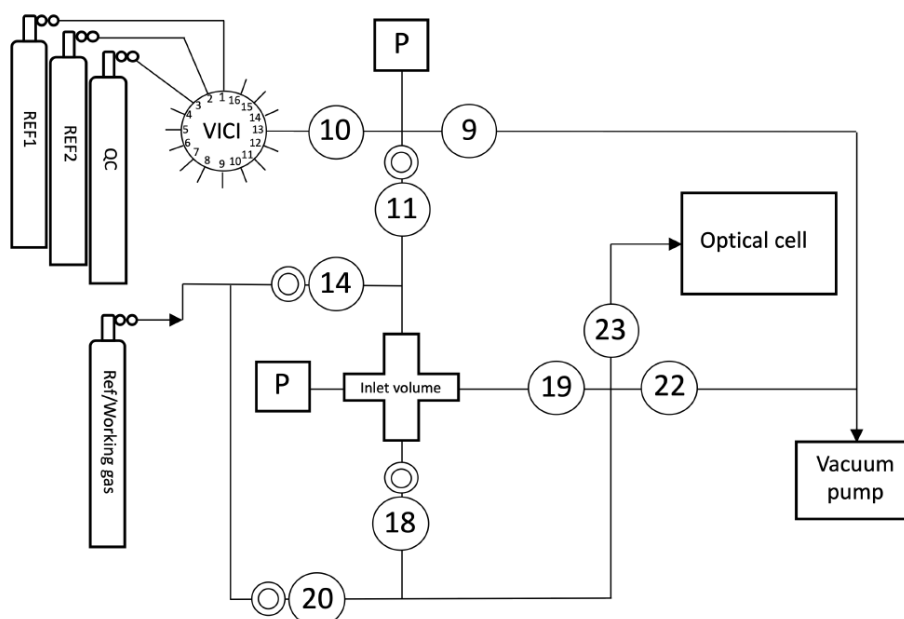 REF1
REF2
QC
VICI
1
2
3
4
5
6
7
8
9
10
11
12
13
14
15
16
P
10
9
11
Optical cell
14
23
Ref/Working gas
P
Inlet volume
19
22
Vacuum
pump
18
20